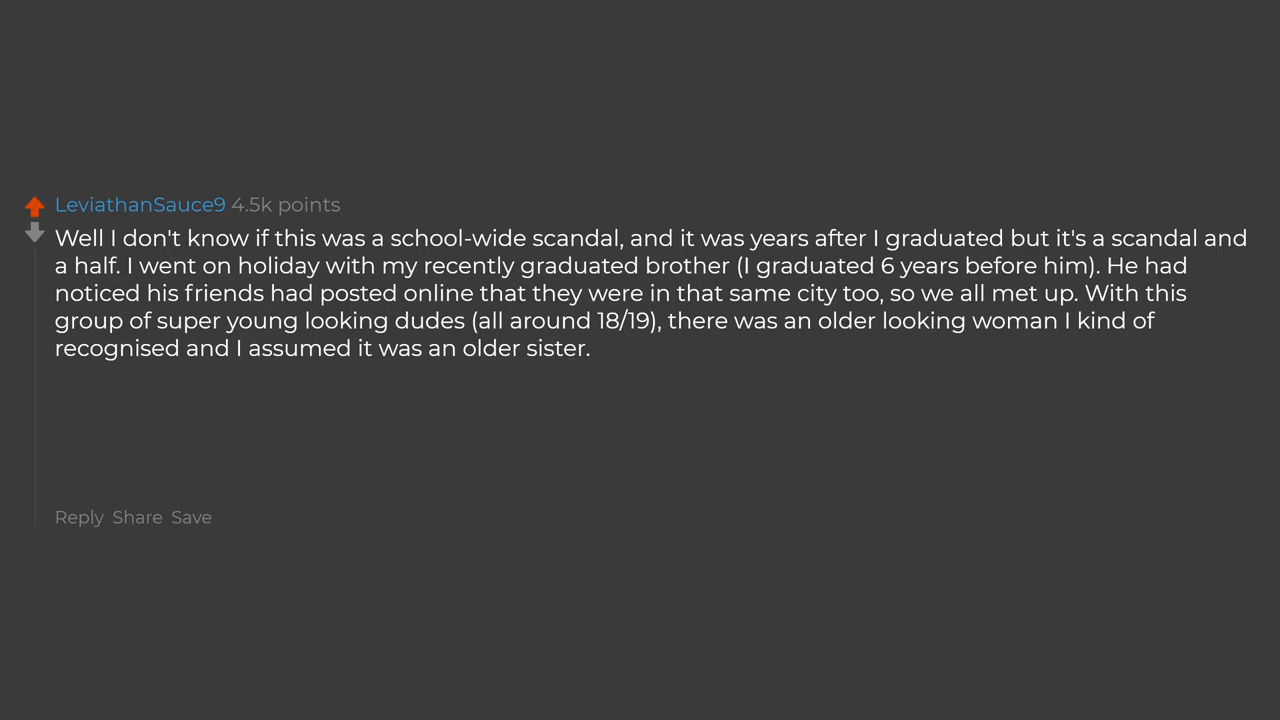 LeviathanSauce9 4.5k points
Well I don't know if this was a school-wide scandal, and it was years after I graduated but it's a scandal and
a half. I went on holiday with my recently graduated brother (I graduated 6 years before him). He had
noticed his friends had posted online that they were in that same city too, so we all met up. With this
group of super young looking dudes (all around 18/19), there was an older looking woman I kind of
recognised and I assumed it was an older sister.
Reply Share Save